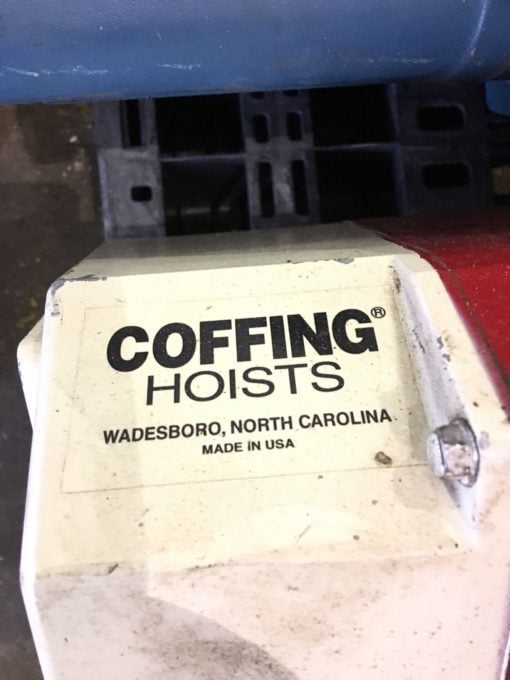 COFFING®
HOISTS
WADESBORO, NORTH CAROLINA
MADE IN USA